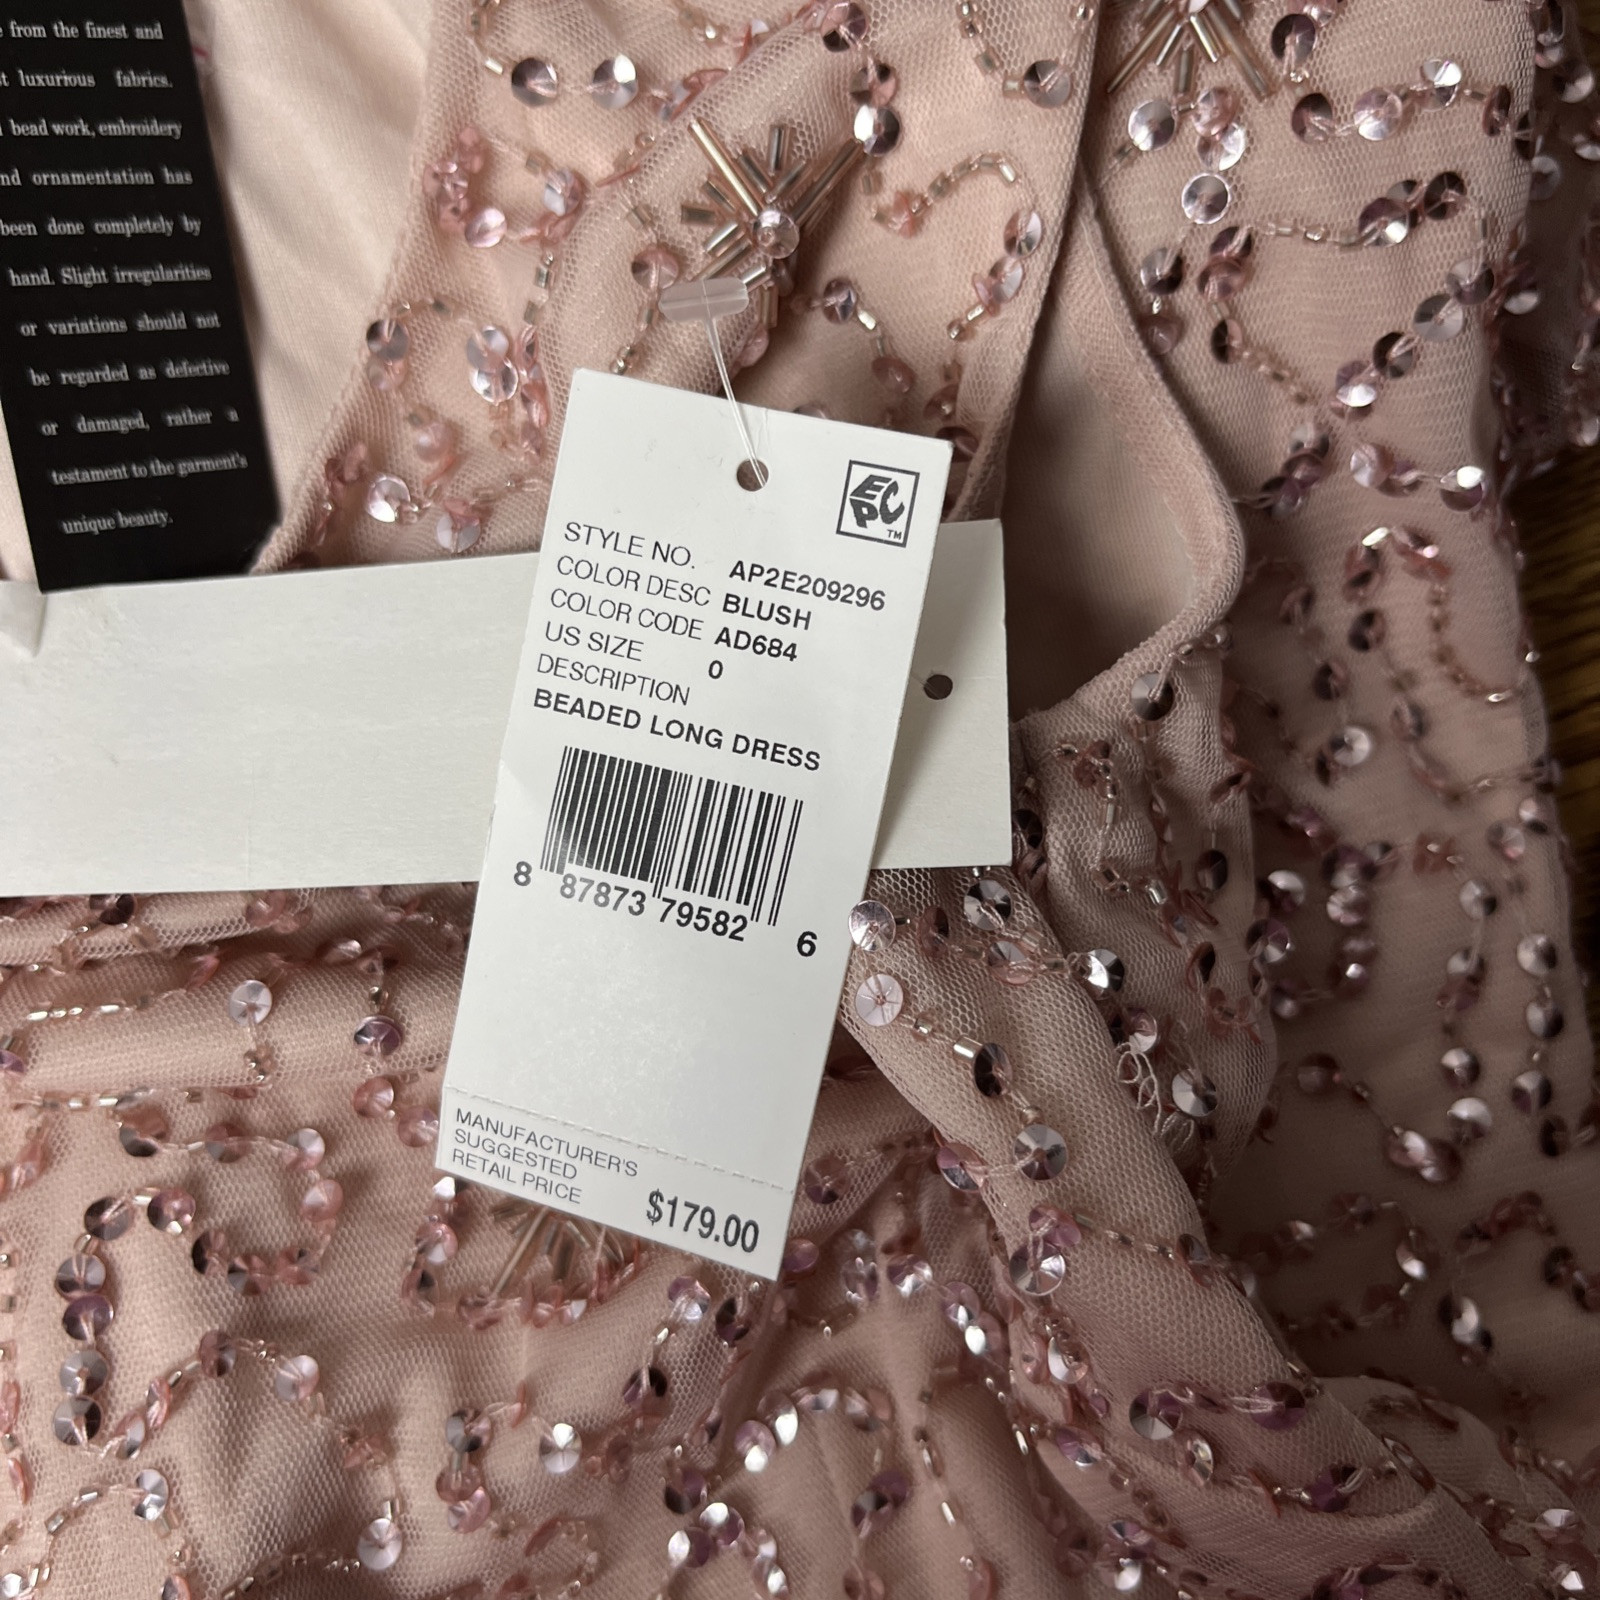 from the finest and
luxurious fabrics.
bead work, embroidery
ornamentation has
been done completely by
hand. Slight irregularities
or variations should not
be regarded as defective
or damaged, rather a
testament to the garment's
unique beauty.
ECP™
STYLE NO. AP2E209296
COLOR DESC BLUSH
COLOR CODE AD684
US SIZE 0
DESCRIPTION
BEADED LONG DRESS
8 87873 79582 6
MANUFACTURER'S
SUGGESTED
RETAIL PRICE $179.00